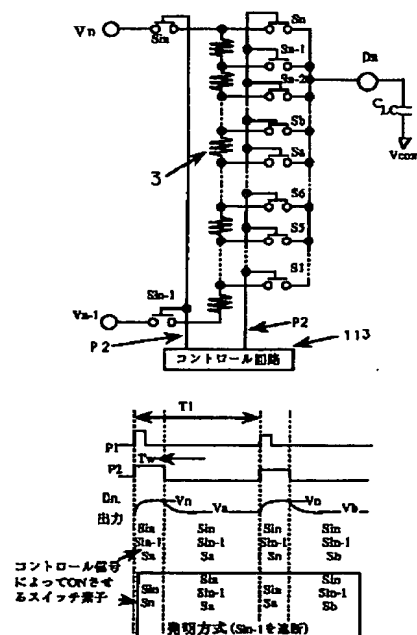 Vn
Sin
Sn
Sn-1
Sn-2
Dn
CLC
Vcom
Sb
Sa
3
S6
S5
S1
Vn-1
Sin-1
P2
P2
113
コントロール回路
T1
P1
Tw
P2
Dn.
出力
Vn
Va
Vn
Vb
Sin Sin Sin Sin
Sin-1 Sin-1 Sin-1 Sin-1
Sa Sa Sn Sb
コントロール信号
によってONさせ
るスイッチ素子
Sin Sin Sin Sin
Sn Sin-1 Sn Sin-1
Sa Sb
発明方式(Sin-1を遮断)